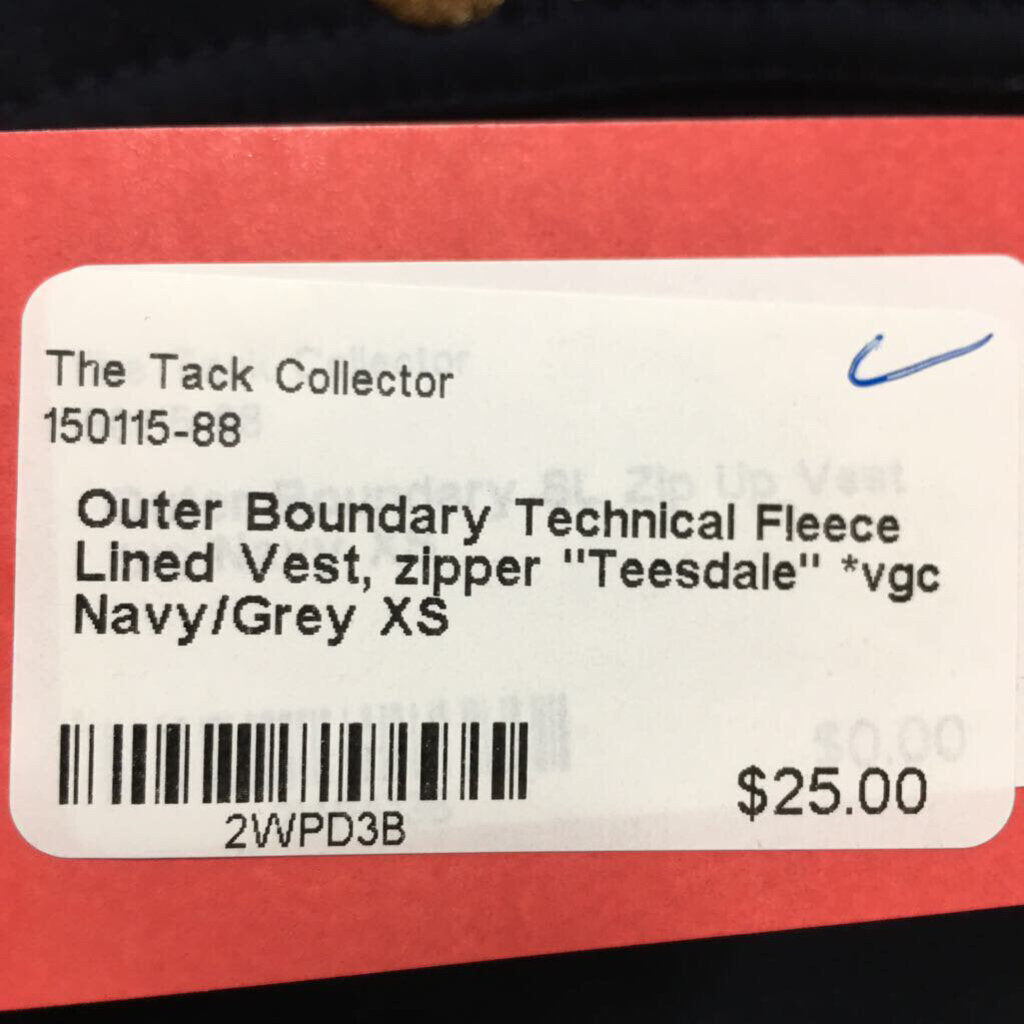 The Tack Collector
150115-88
Outer Boundary Technical Fleece
Lined Vest, zipper "Teesdale" *vgc
Navy/Grey XS
2WPD3B
$25.00